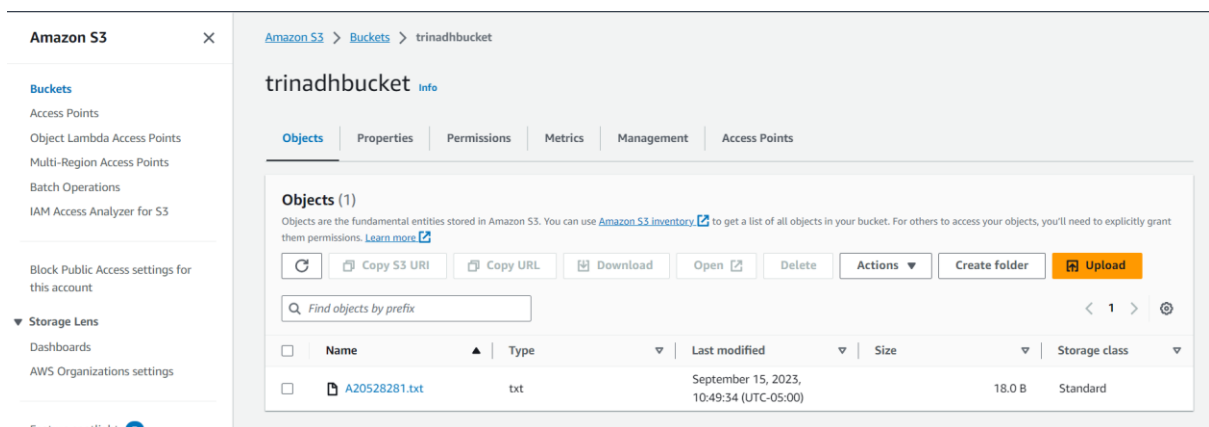 Amazon S3
Buckets
Access Points
Object Lambda Access Points
Multi-Region Access Points
Batch Operations
IAM Access Analyzer for S3
Block Public Access settings for
this account
Storage Lens
Dashboards
AWS Organizations settings
Amazon S3 > Buckets > trinadhbucket
trinadhbucket Info
Objects Properties Permissions Metrics Management Access Points
Objects (1)
Objects are the fundamental entities stored in Amazon S3. You can use Amazon S3 inventory to get a list of all objects in your bucket. For others to access your objects, you'll need to explicitly grant
them permissions. Learn more
Copy S3 URI Copy URL Download Open Delete Actions Create folder Upload
Find objects by prefix
1
Name Type Last modified Size Storage class
A20528281.txt txt September 15, 2023, 18.0 B Standard
10:49:34 (UTC-05:00)